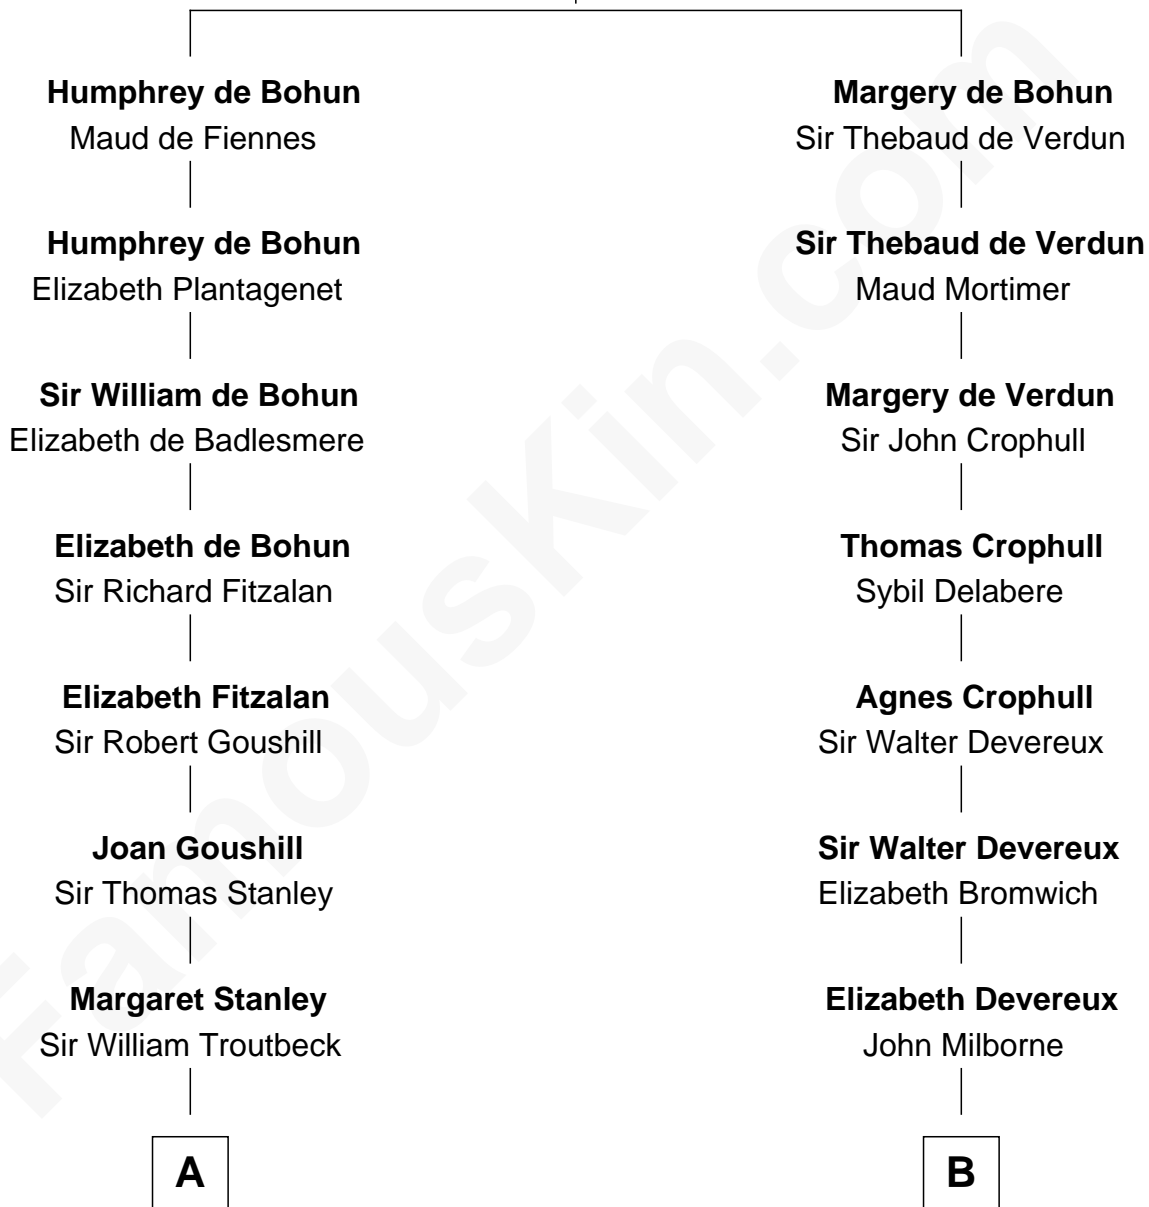 Humphrey de Bohun
Maud de Fiennes
Humphrey de Bohun
Elizabeth Plantagenet
Sir William de Bohun
Elizabeth de Badlesmere
Elizabeth de Bohun
Sir Richard Fitzalan
Elizabeth Fitzalan
Sir Robert Goushill
Joan Goushill
Sir Thomas Stanley
Margaret Stanley
Sir William Troutbeck
A
Margery de Bohun
Sir Thebaud de Verdun
Sir Thebaud de Verdun
Maud Mortimer
Margery de Verdun
Sir John Crophull
Thomas Crophull
Sybil Delabere
Agnes Crophull
Sir Walter Devereux
Sir Walter Devereux
Elizabeth Bromwich
Elizabeth Devereux
John Milborne
B
FamousKin.com